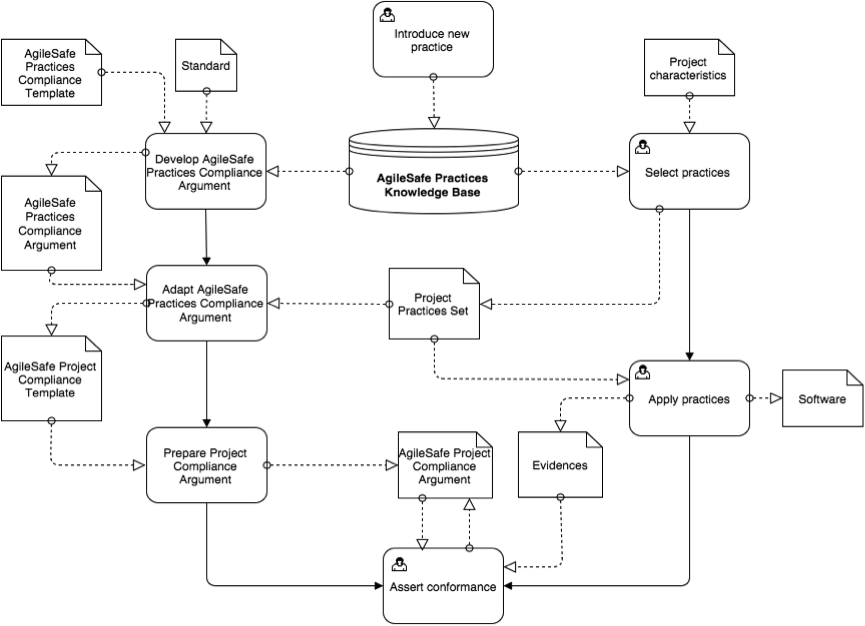 Introduce new
practice
AgileSafe
Practices
Compliance
Template
Standard
Project
characteristics
Develop AgileSafe
Practices Compliance
Argument
AgileSafe Practices
Knowledge Base
Select practices
AgileSafe
Practices
Compliance
Argument
Adapt AgileSafe
Practices Compliance
Argument
Project
Practices Set
AgileSafe Project
Compliance
Template
Apply practices
Software
Prepare Project
Compliance
Argument
AgileSafe Project
Compliance
Argument
Evidences
Assert conformance